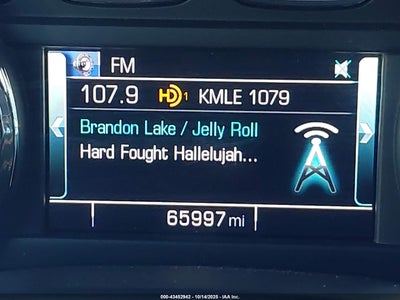 FM
107.9 HD1 KMLE 1079
Brandon Lake / Jelly Roll
Hard Fought Hallelujah...
65997 mi
000-43492942 - 10/14/2025 - IAA Inc.